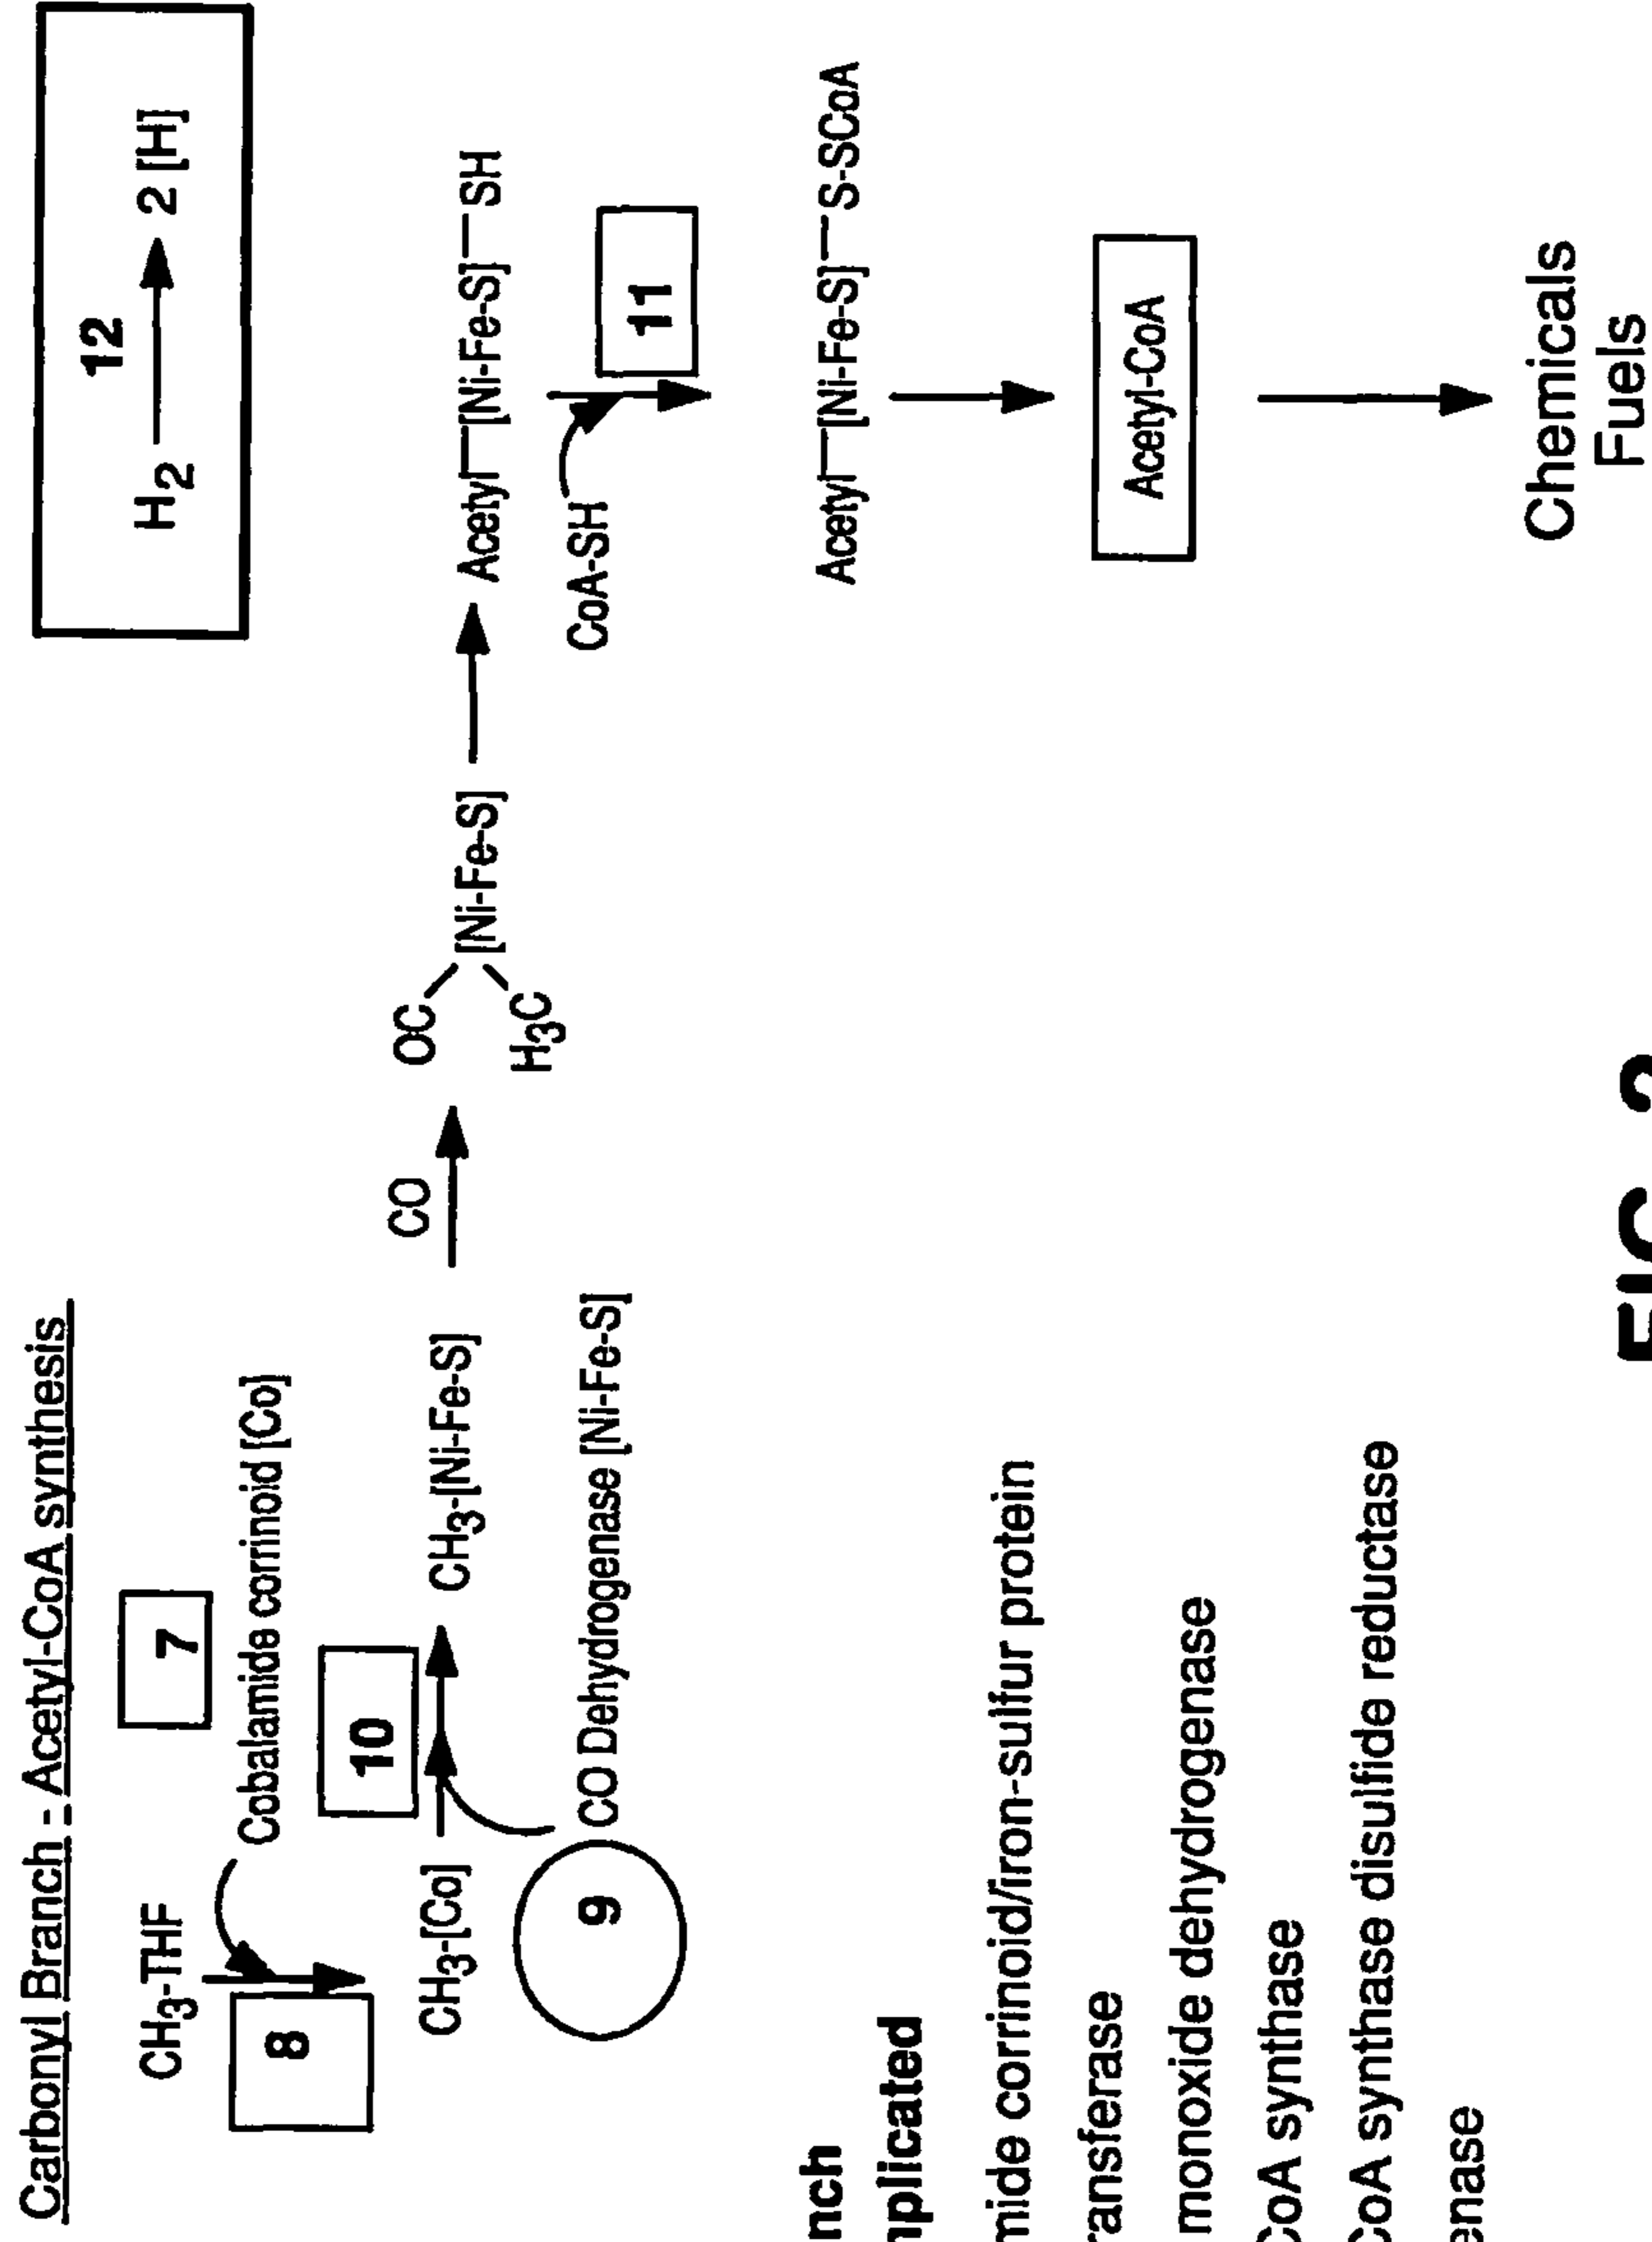 Carbonyl Branch - Acetyl-CoA synthesis
12
H2 → 2 [H]
CH3-THF
7
8
Cobalamide corrinoid [Co]
10
CH3-[Co]
CH3-[Ni-Fe-S]
9
CO Dehydrogenase [Ni-Fe-S]
CO
OC
[Ni-Fe-S]
H3C
Acetyl—[Ni-Fe-S]—SH
CoA-SH
11
Acetyl—[Ni-Fe-S]—S-SCoA
Acetyl-CoA
Chemicals
Fuels
nch
plicated
mide corrinoid/iron-sulfur protein
ransferase
monoxide dehydrogenase
CoA synthase
CoA synthase disulfide reductase
enase